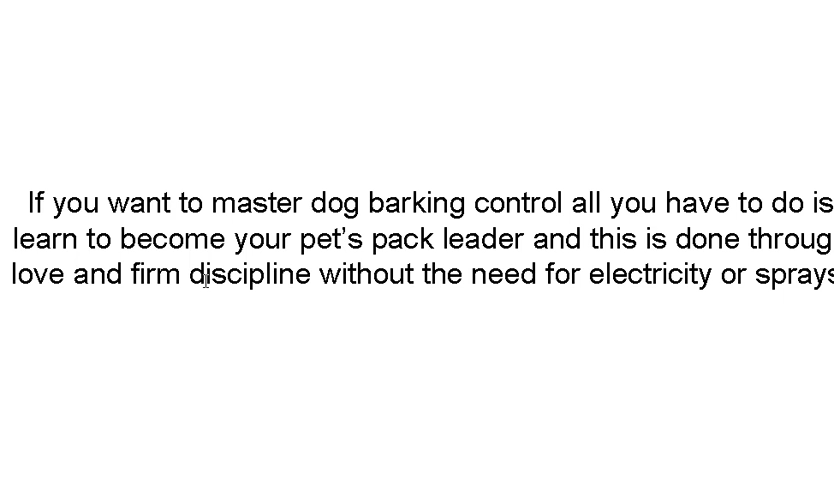 If you want to master dog barking control all you have to do is
learn to become your pet’s pack leader and this is done throug
love and firm discipline without the need for electricity or sprays